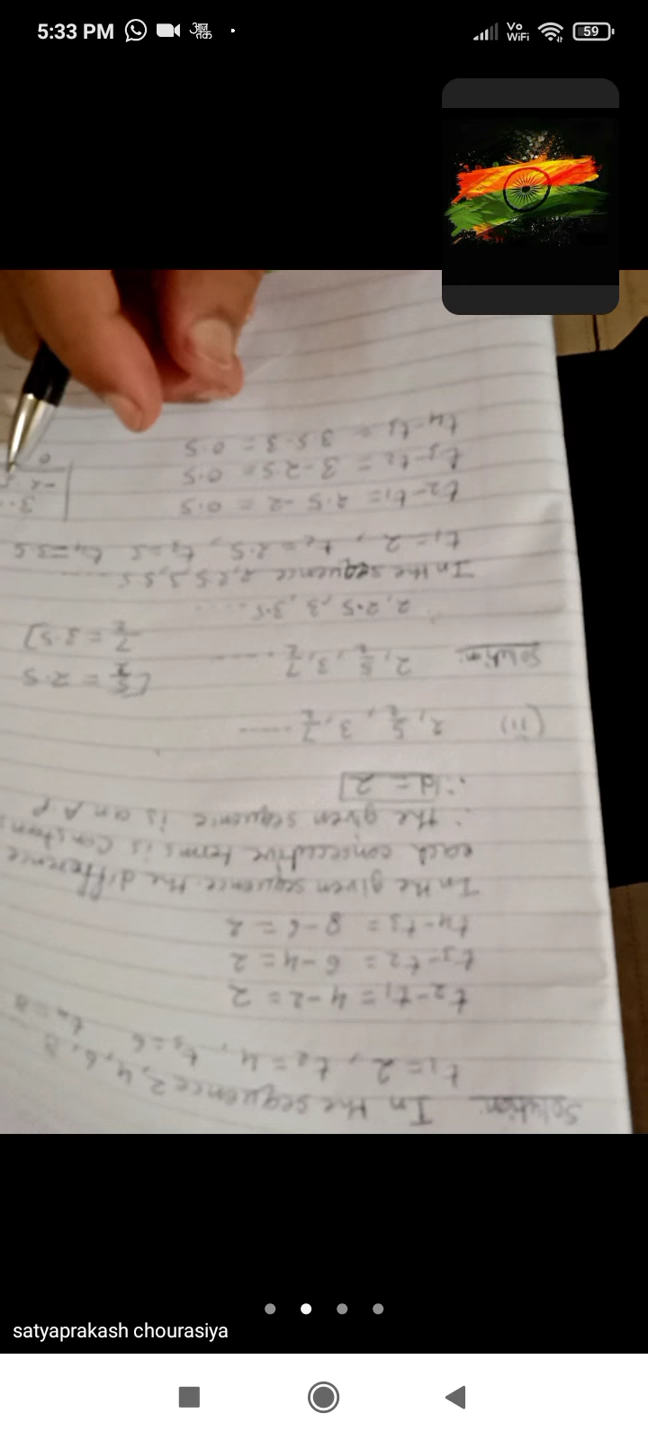 5:33 PM
आज तक
Vo WiFi
59
Solution In the sequence 2, 4, 6, 8
t1 = 2, t2 = 4, t3 = 6 t4 = 8
t2-t1 = 4-2 = 2
t3-t2 = 6-4 = 2
t4-t3 = 8-6 = 2
In the given sequence the difference
each consecutive terms is constant
∴ the given sequence is an A P
∴ d = 2
(ii) 2, 5/2, 3, 7/2 ......
Solution 2, 5/2, 3, 7/2 ......
[5/2 = 2.5
7/2 = 3.5]
2, 2.5, 3, 3.5 ....
In the sequence 2, 2.5, 3, 3.5 .....
t1 = 2, t2 = 2.5, t3 = t4 = 3.5
t2-t1 = 2.5 -2 = 0.5
t3-t2 = 3-2.5 = 0.5
t4-t3 = 3.5-3 = 0.5
satyaprakash chourasiya